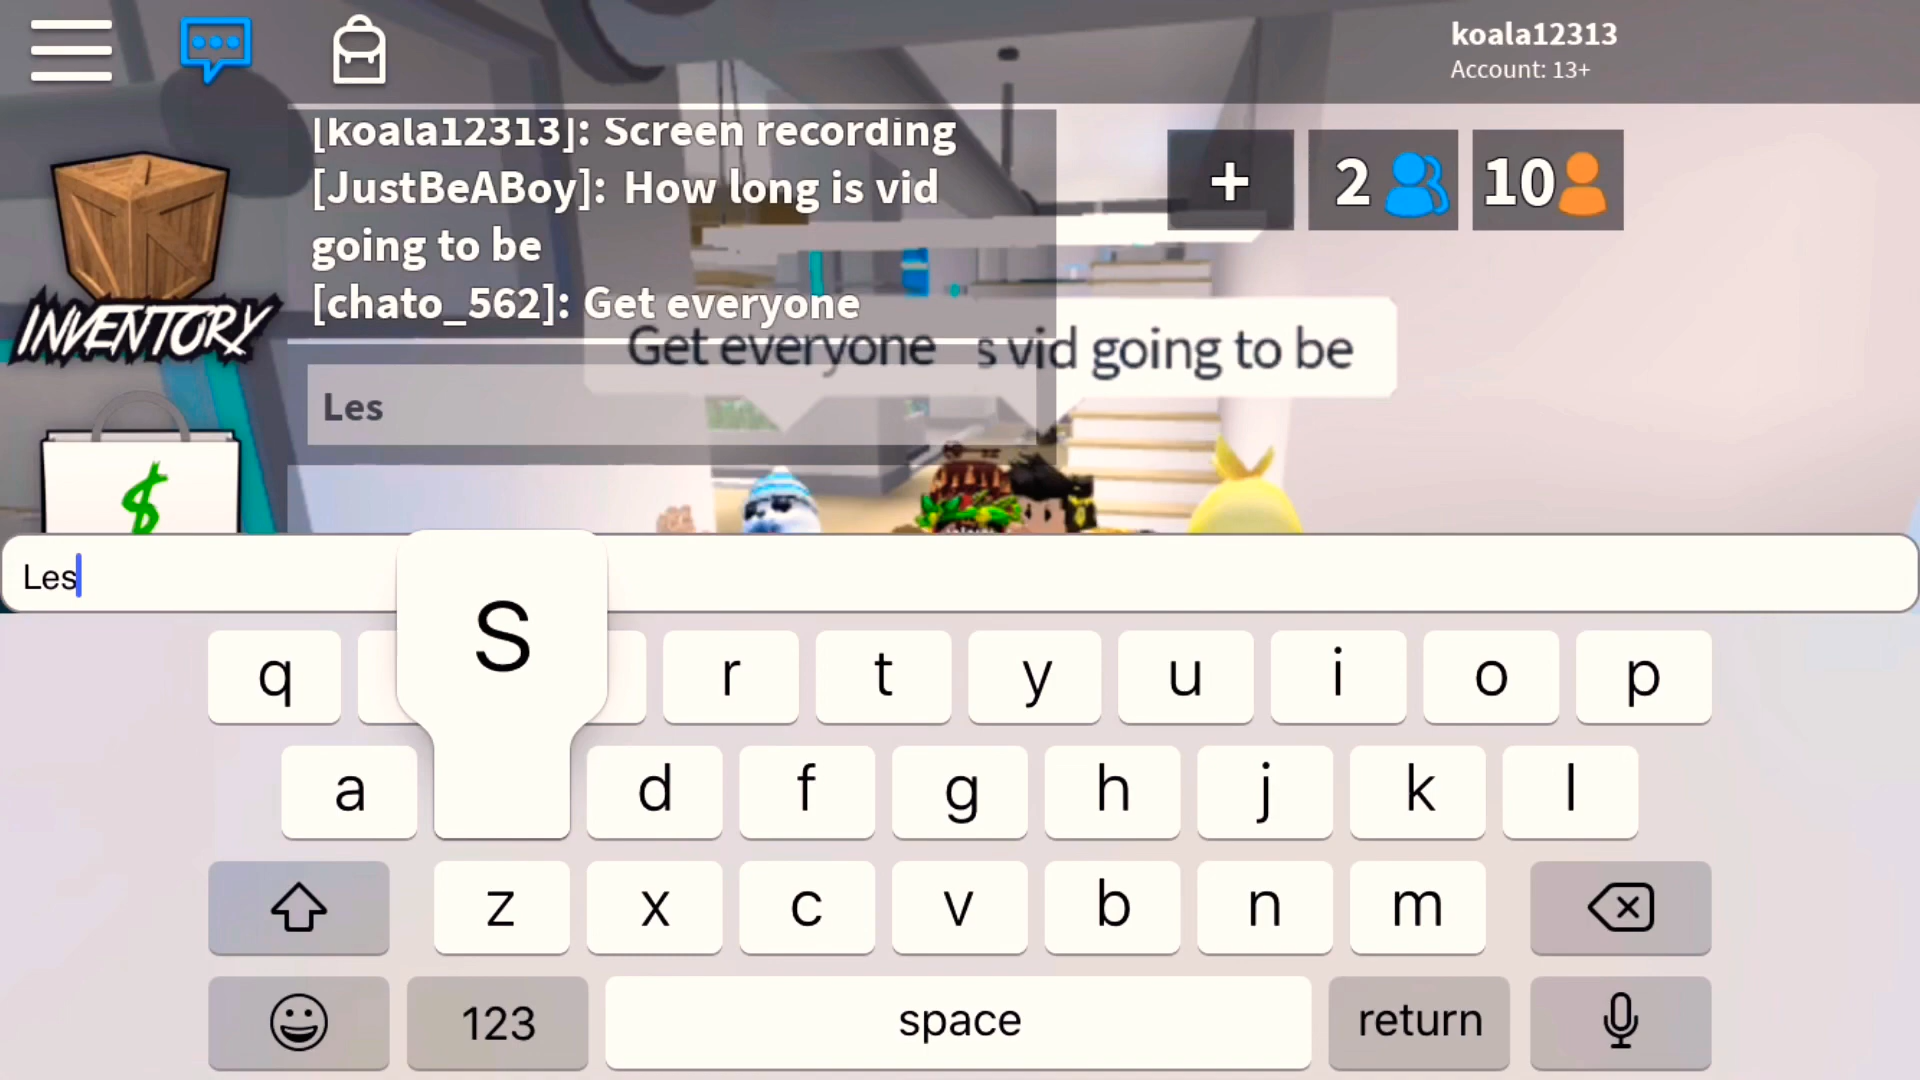 koala12313
Account: 13+
[koala12313]: Screen recording
[JustBeABoy]: How long is vid
going to be
[chato_562]: Get everyone
+
2
10
INVENTORY
Get everyone
s vid going to be
Les
$
Les
S
q r t y u i o p
a d f g h j k l
z x c v b n m
123 space return